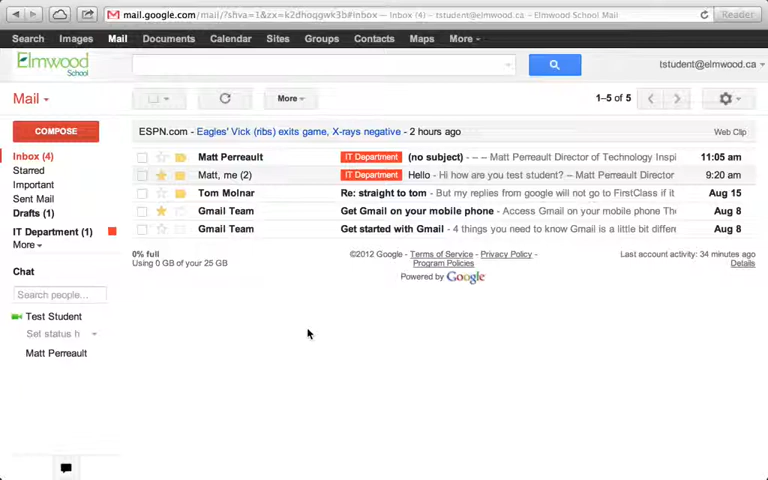 mail.google.com/mail/?shva=1&zx=k2dhoqgwk3b#inbox — Inbox (4) – tstudent@elmwood.ca – Elmwood School Mail
Reader
Search Images Mail Documents Calendar Sites Groups Contacts Maps More
Elmwood
School
tstudent@elmwood.ca
Mail
More
1–5 of 5
COMPOSE
ESPN.com - Eagles' Vick (ribs) exits game, X-rays negative - 2 hours ago
Web Clip
Inbox (4)
Starred
Important
Sent Mail
Drafts (1)
IT Department (1)
More
Matt Perreault IT Department (no subject) - – – Matt Perreault Director of Technology Inspi 11:05 am
Matt, me (2) IT Department Hello - Hi how are you test student? – Matt Perreault Director 9:20 am
Tom Molnar Re: straight to tom - But my replies from google will not go to FirstClass if it Aug 15
Gmail Team Get Gmail on your mobile phone - Access Gmail on your mobile phone The Aug 8
Gmail Team Get started with Gmail - 4 things you need to know Gmail is a little bit differe Aug 8
0% full
Using 0 GB of your 25 GB
©2012 Google - Terms of Service - Privacy Policy -
Program Policies
Powered by Google
Last account activity: 34 minutes ago
Details
Chat
Search people...
Test Student
Set status h
Matt Perreault